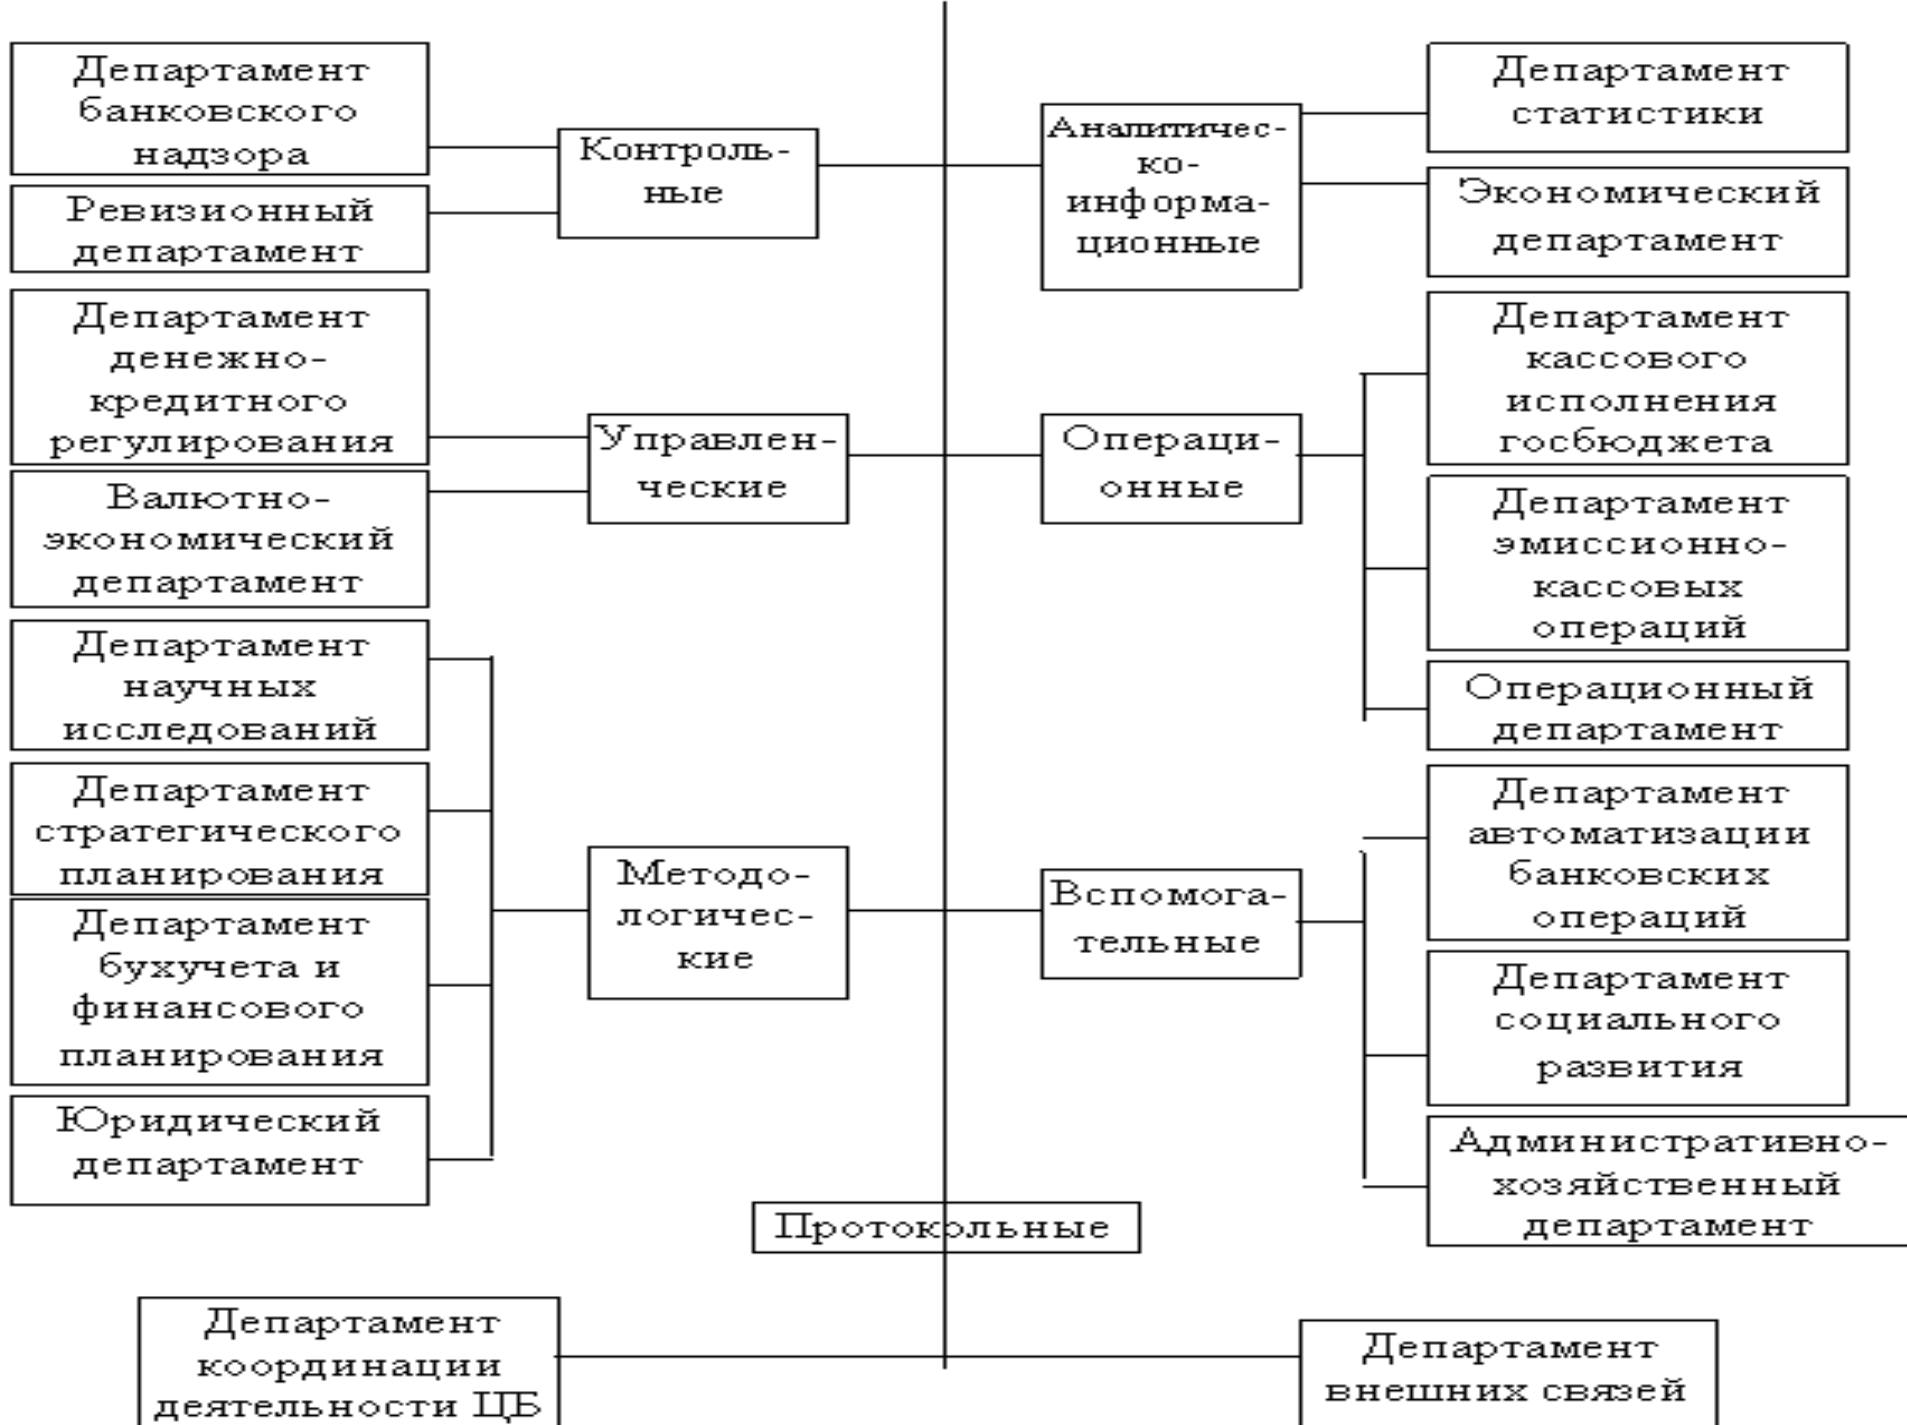 Департамент
банковского
надзора
Ревизионный
департамент
Контроль-
ные
Аналитичес-
ко-
информа-
ционные
Департамент
статистики
Экономический
департамент
Департамент
денежно-
кредитного
регулирования
Валютно-
экономический
департамент
Управлен-
ческие
Операци-
онные
Департамент
кассового
исполнения
госбюджета
Департамент
эмиссионно-
кассовых
операций
Операционный
департамент
Департамент
научных
исследований
Департамент
стратегического
планирования
Департамент
бухучета и
финансового
планирования
Юридический
департамент
Методо-
логичес-
кие
Вспомога-
тельные
Департамент
автоматизации
банковских
операций
Департамент
социального
развития
Административно-
хозяйственный
департамент
Протокольные
Департамент
координации
деятельности ЦБ
Департамент
внешних связей